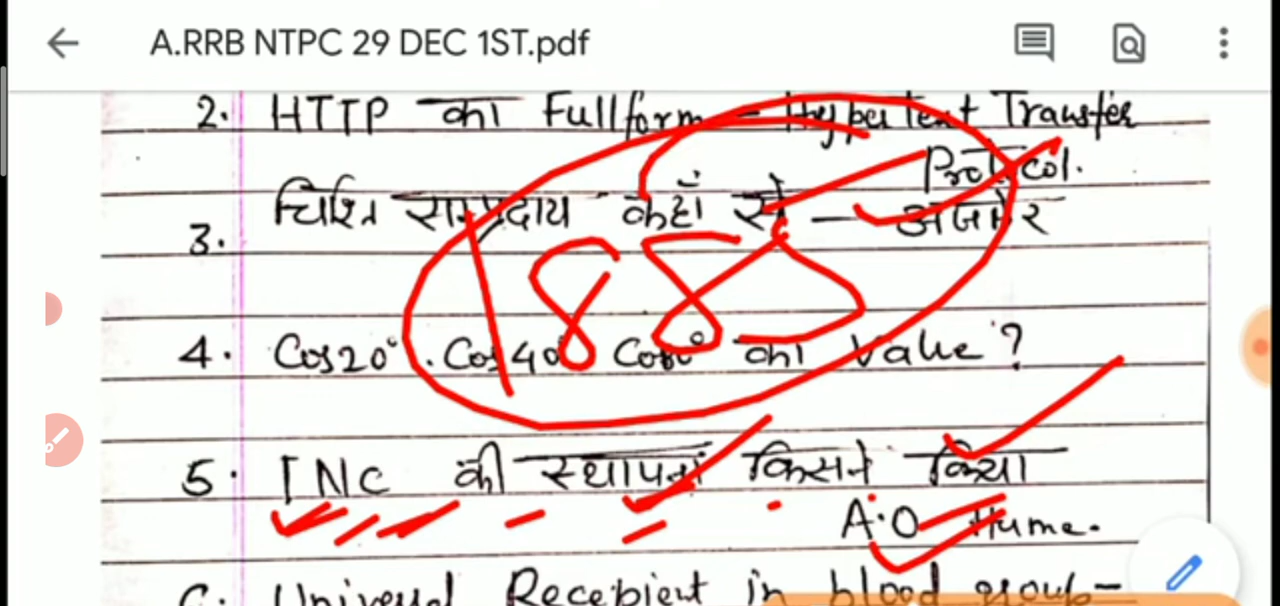 A.RRB NTPC 29 DEC 1ST.pdf
2. HTTP का Fullform - Hypertext Transfer
Protocol.
3. चिश्ति सम्प्रदाय कहाँ से - अजमेर
1885
4. Cos20° . Cos40° Cos80° का Value ?
5. INC की स्थापना किसने किया
A.O Hume.
Universal Recepient in blood group-